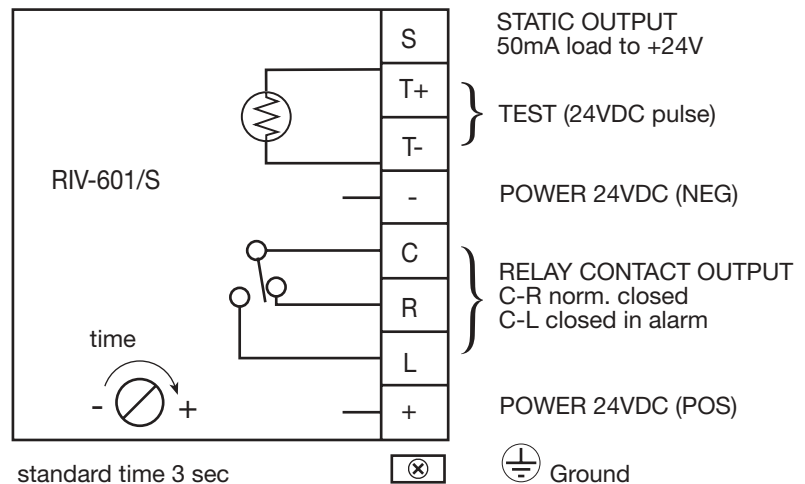 S
STATIC OUTPUT
50mA load to +24V
T+
TEST (24VDC pulse)
T-
RIV-601/S
-
POWER 24VDC (NEG)
C
RELAY CONTACT OUTPUT
C-R norm. closed
C-L closed in alarm
R
L
time
- +
+
POWER 24VDC (POS)
standard time 3 sec
Ground